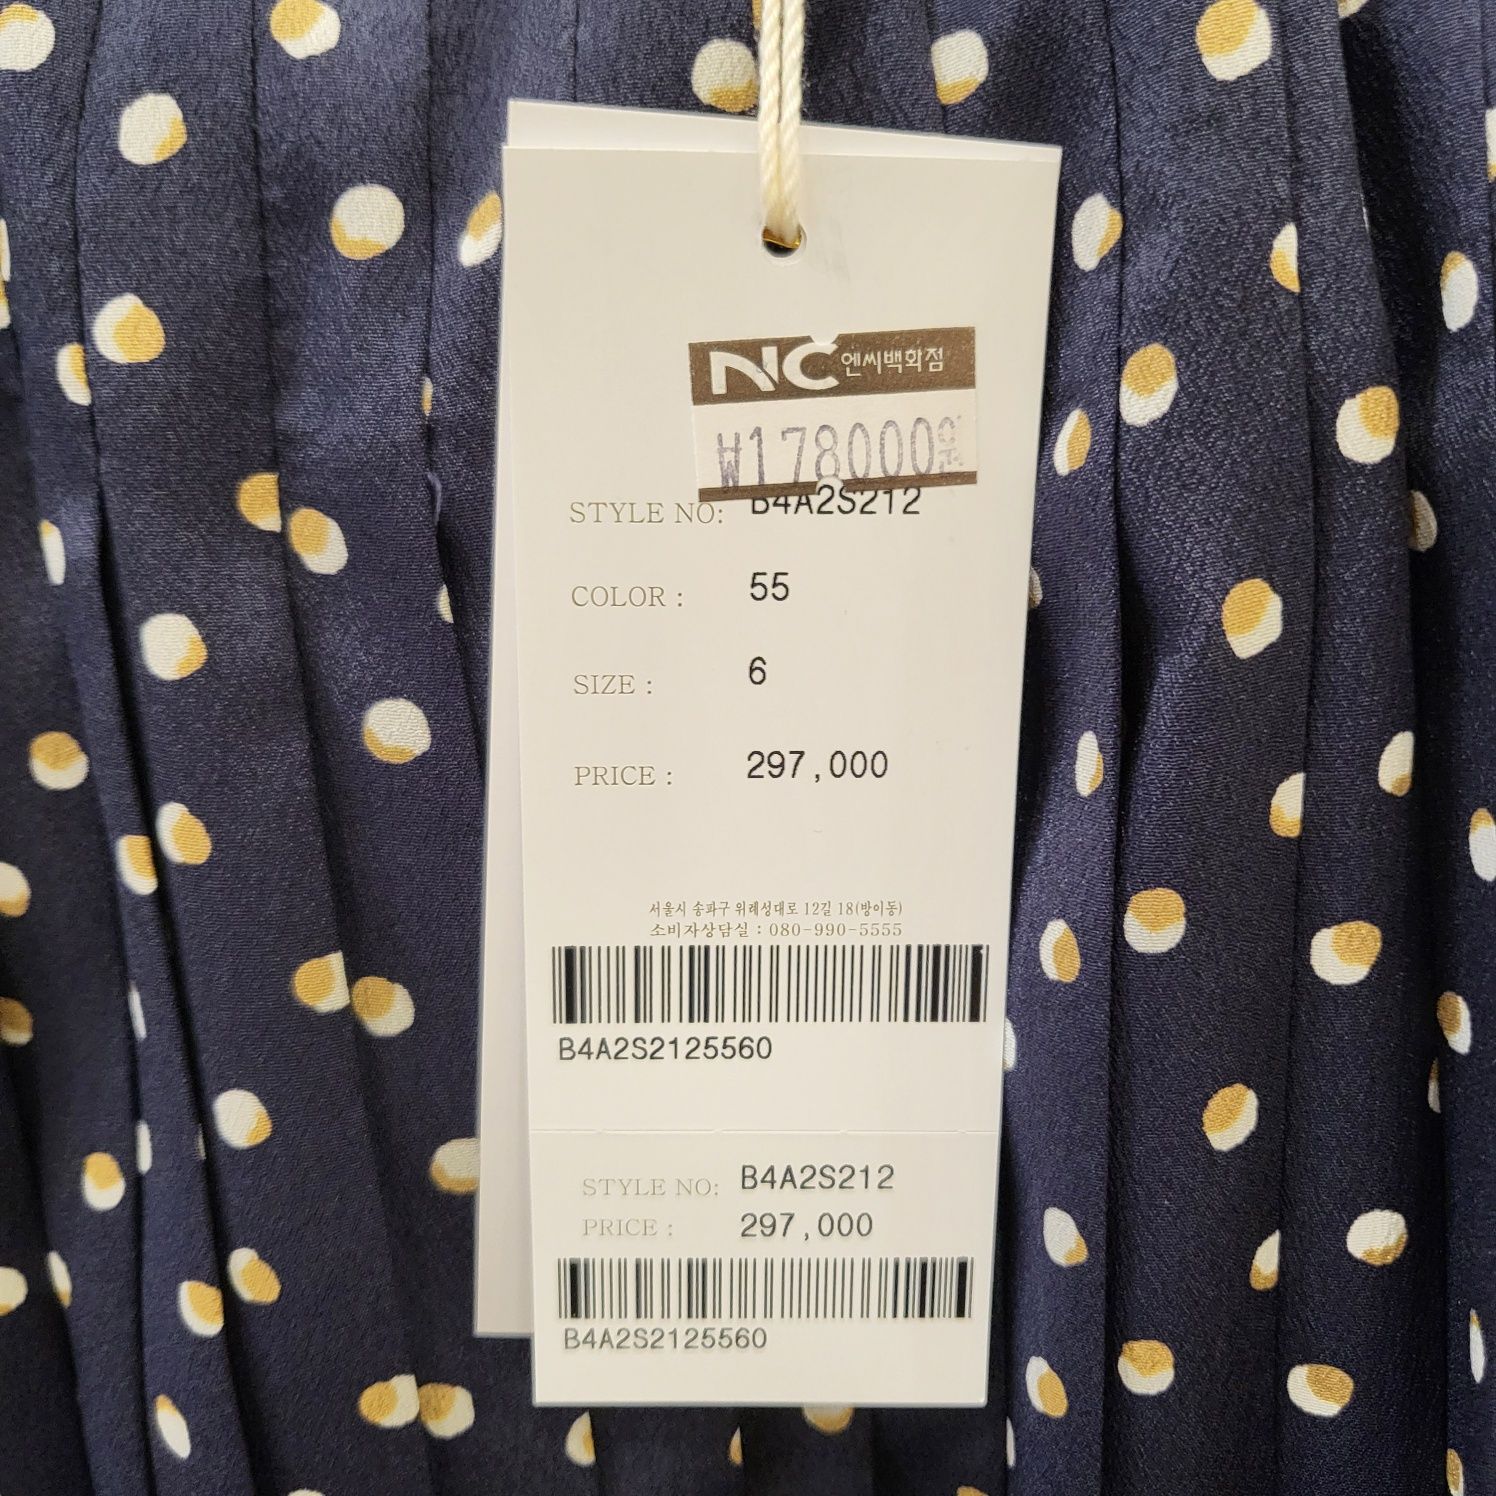 NC 엔씨백화점
₩178000원
STYLE NO: B4A2S212
COLOR : 55
SIZE : 6
PRICE : 297,000
서울시 송파구 위례성대로 12길 18(방이동)
소비자상담실 : 080-990-5555
B4A2S2125560
STYLE NO: B4A2S212
PRICE : 297,000
B4A2S2125560